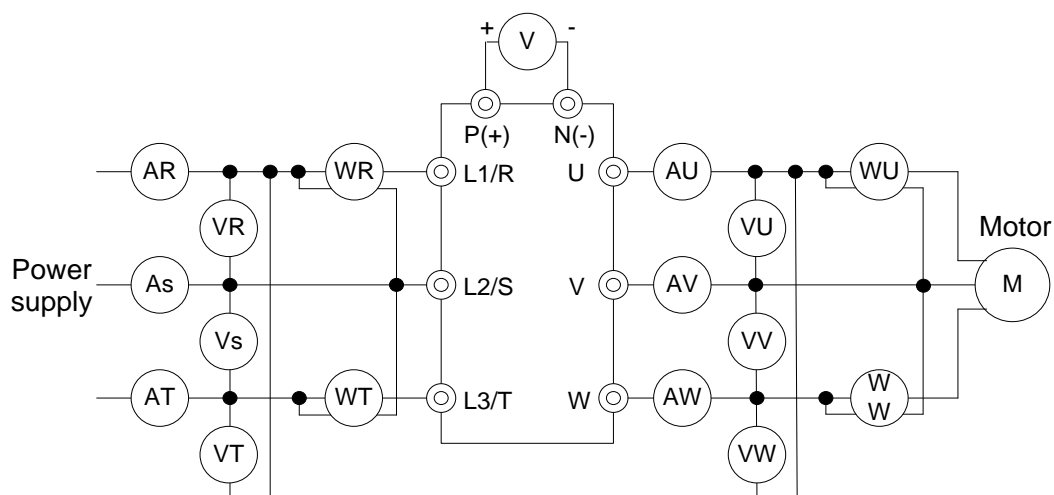 + V -
P(+) N(-)
AR WR L1/R U AU WU
VR VU Motor
Power
supply
As L2/S V AV M
Vs VV
AT WT L3/T W AW W
W
VT VW